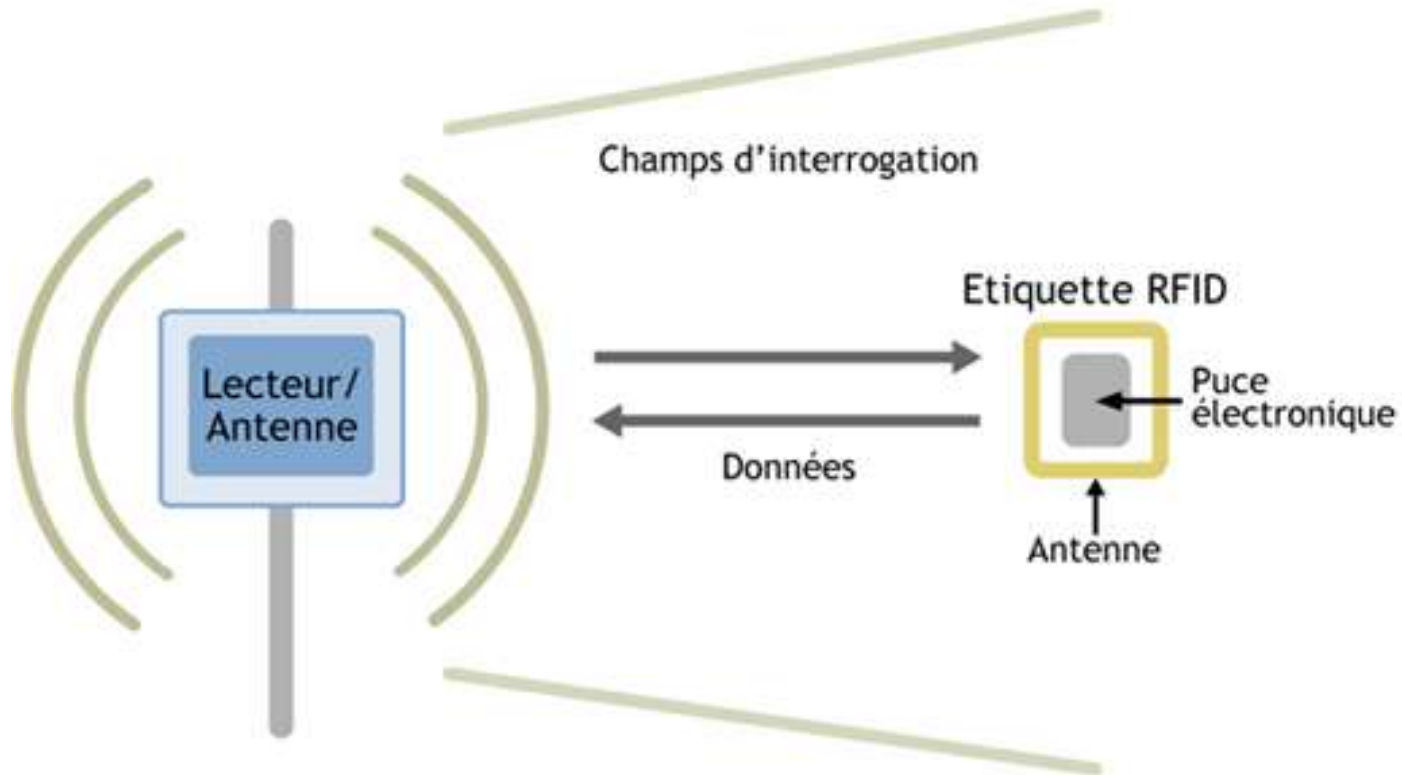 Champs d'interrogation
Etiquette RFID
Lecteur/
Antenne
Puce
électronique
Données
Antenne